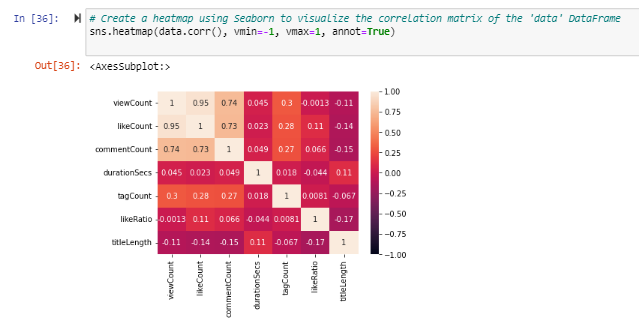 In [36]: # Create a heatmap using Seaborn to visualize the correlation matrix of the 'data' DataFrame
sns.heatmap(data.corr(), vmin=-1, vmax=1, annot=True)
Out[36]: <AxesSubplot:>
viewCount 1 0.95 0.74 0.045 0.3 -0.0013 -0.11
likeCount 0.95 1 0.73 0.023 0.28 0.11 -0.14
commentCount 0.74 0.73 1 0.049 0.27 0.066 -0.15
durationSecs 0.045 0.023 0.049 1 0.018 -0.044 0.11
tagCount 0.3 0.28 0.27 0.018 1 0.0081 -0.067
likeRatio -0.0013 0.11 0.066 -0.044 0.0081 1 -0.17
titleLength -0.11 -0.14 -0.15 0.11 -0.067 -0.17 1
viewCount
likeCount
commentCount
durationSecs
tagCount
likeRatio
titleLength
1.00
0.75
0.50
0.25
0.00
-0.25
-0.50
-0.75
-1.00